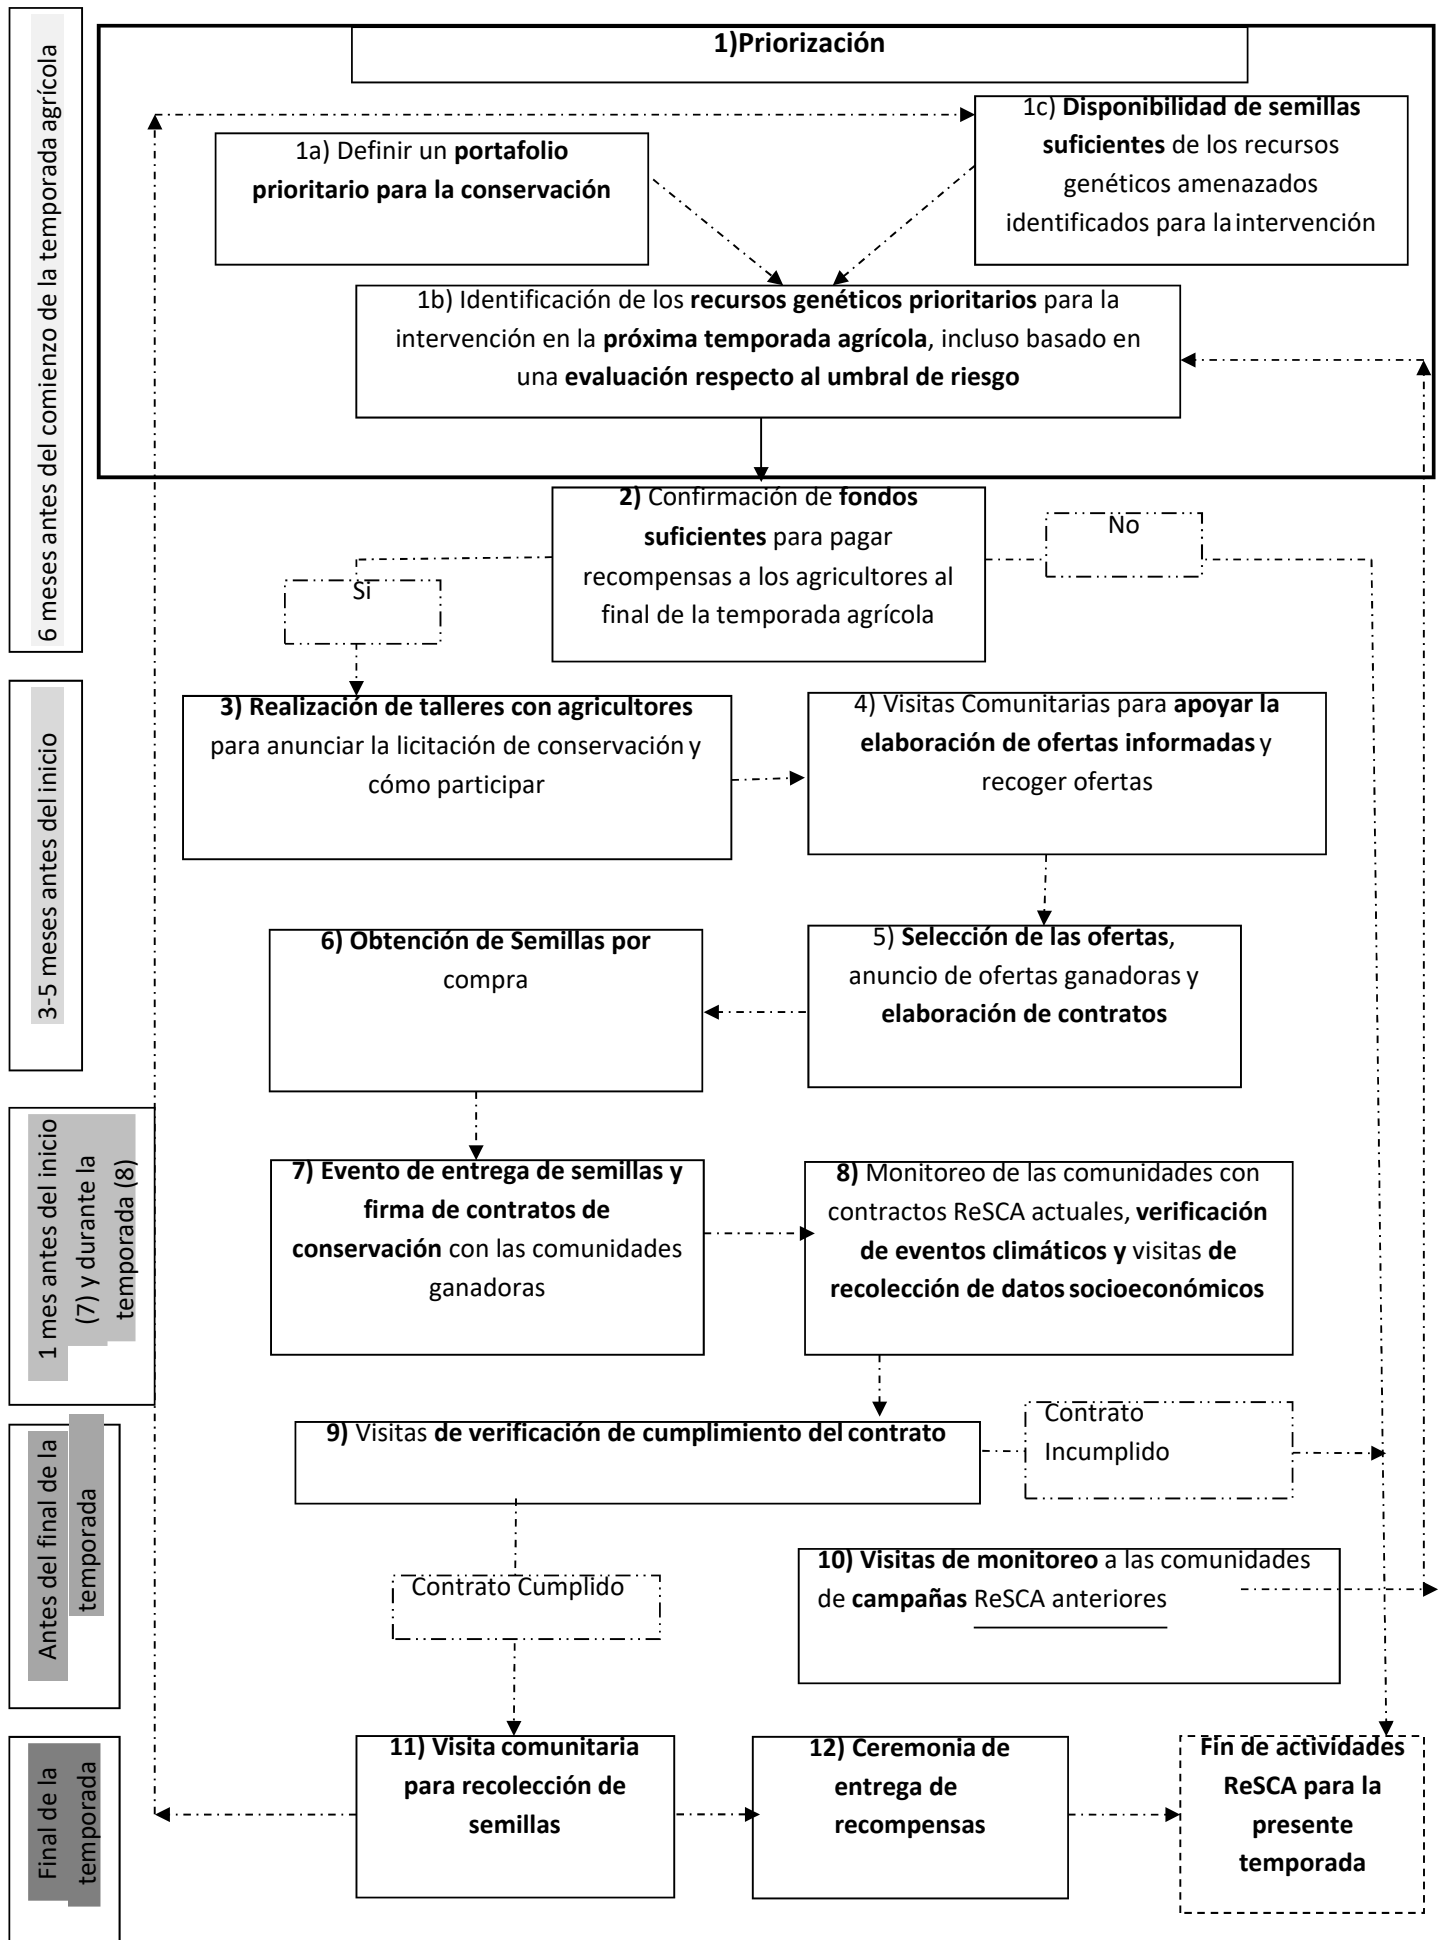 6 meses antes del comienzo de la temporada agrícola
1)Priorización
1a) Definir un portafolio
prioritario para la conservación
1c) Disponibilidad de semillas
suficientes de los recursos
genéticos amenazados
identificados para la intervención
1b) Identificación de los recursos genéticos prioritarios para la
intervención en la próxima temporada agrícola, incluso basado en
una evaluación respecto al umbral de riesgo
2) Confirmación de fondos
suficientes para pagar
recompensas a los agricultores al
final de la temporada agrícola
No
Si
3-5 meses antes del inicio
3) Realización de talleres con agricultores
para anunciar la licitación de conservación y
cómo participar
4) Visitas Comunitarias para apoyar la
elaboración de ofertas informadas y
recoger ofertas
6) Obtención de Semillas por
compra
5) Selección de las ofertas,
anuncio de ofertas ganadoras y
elaboración de contratos
1 mes antes del inicio
(7) y durante la
temporada (8)
7) Evento de entrega de semillas y
firma de contratos de
conservación con las comunidades
ganadoras
8) Monitoreo de las comunidades con
contractos ReSCA actuales, verificación
de eventos climáticos y visitas de
recolección de datos socioeconómicos
Antes del final de la
temporada
9) Visitas de verificación de cumplimiento del contrato
Contrato
Incumplido
Contrato Cumplido
10) Visitas de monitoreo a las comunidades
de campañas ReSCA anteriores
Final de la
temporada
11) Visita comunitaria
para recolección de
semillas
12) Ceremonia de
entrega de
recompensas
Fin de actividades
ReSCA para la
presente
temporada